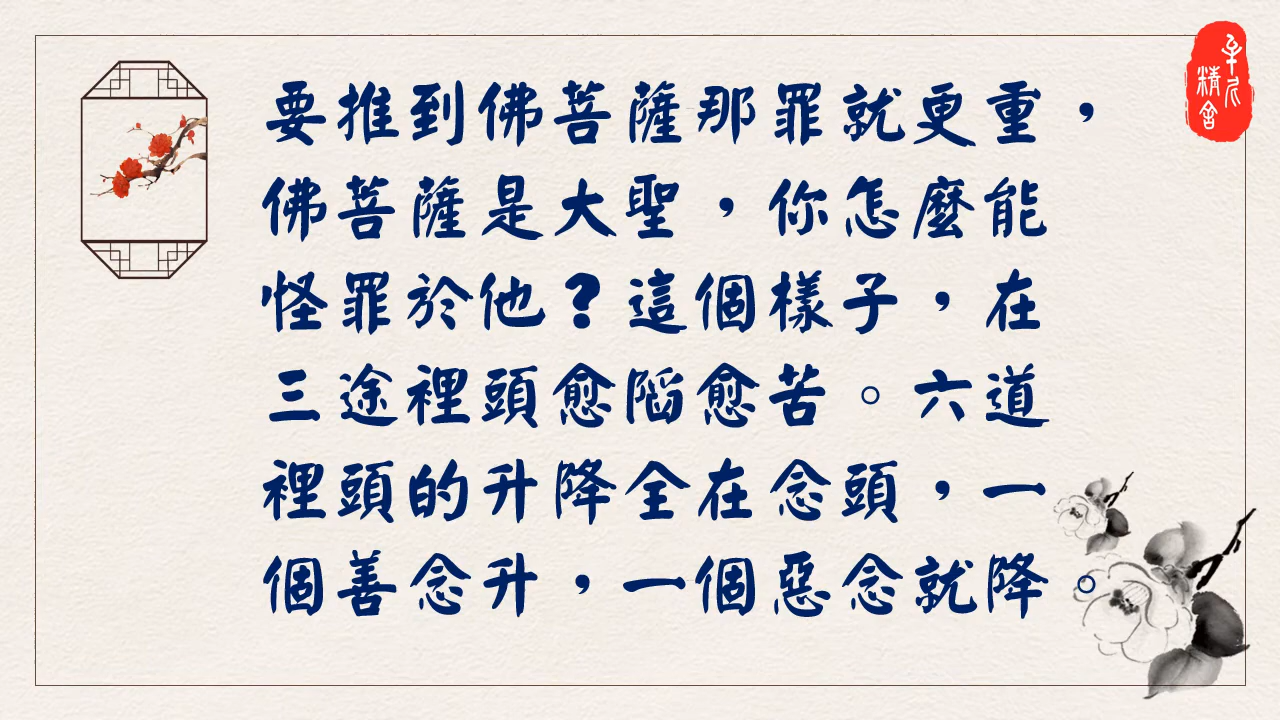 要推到佛菩薩那罪就更重，
佛菩薩是大聖，你怎麼能
怪罪於他？這個樣子，在
三途裡頭愈陷愈苦。六道
裡頭的升降全在念頭，一
個善念升，一個惡念就降。
精舍